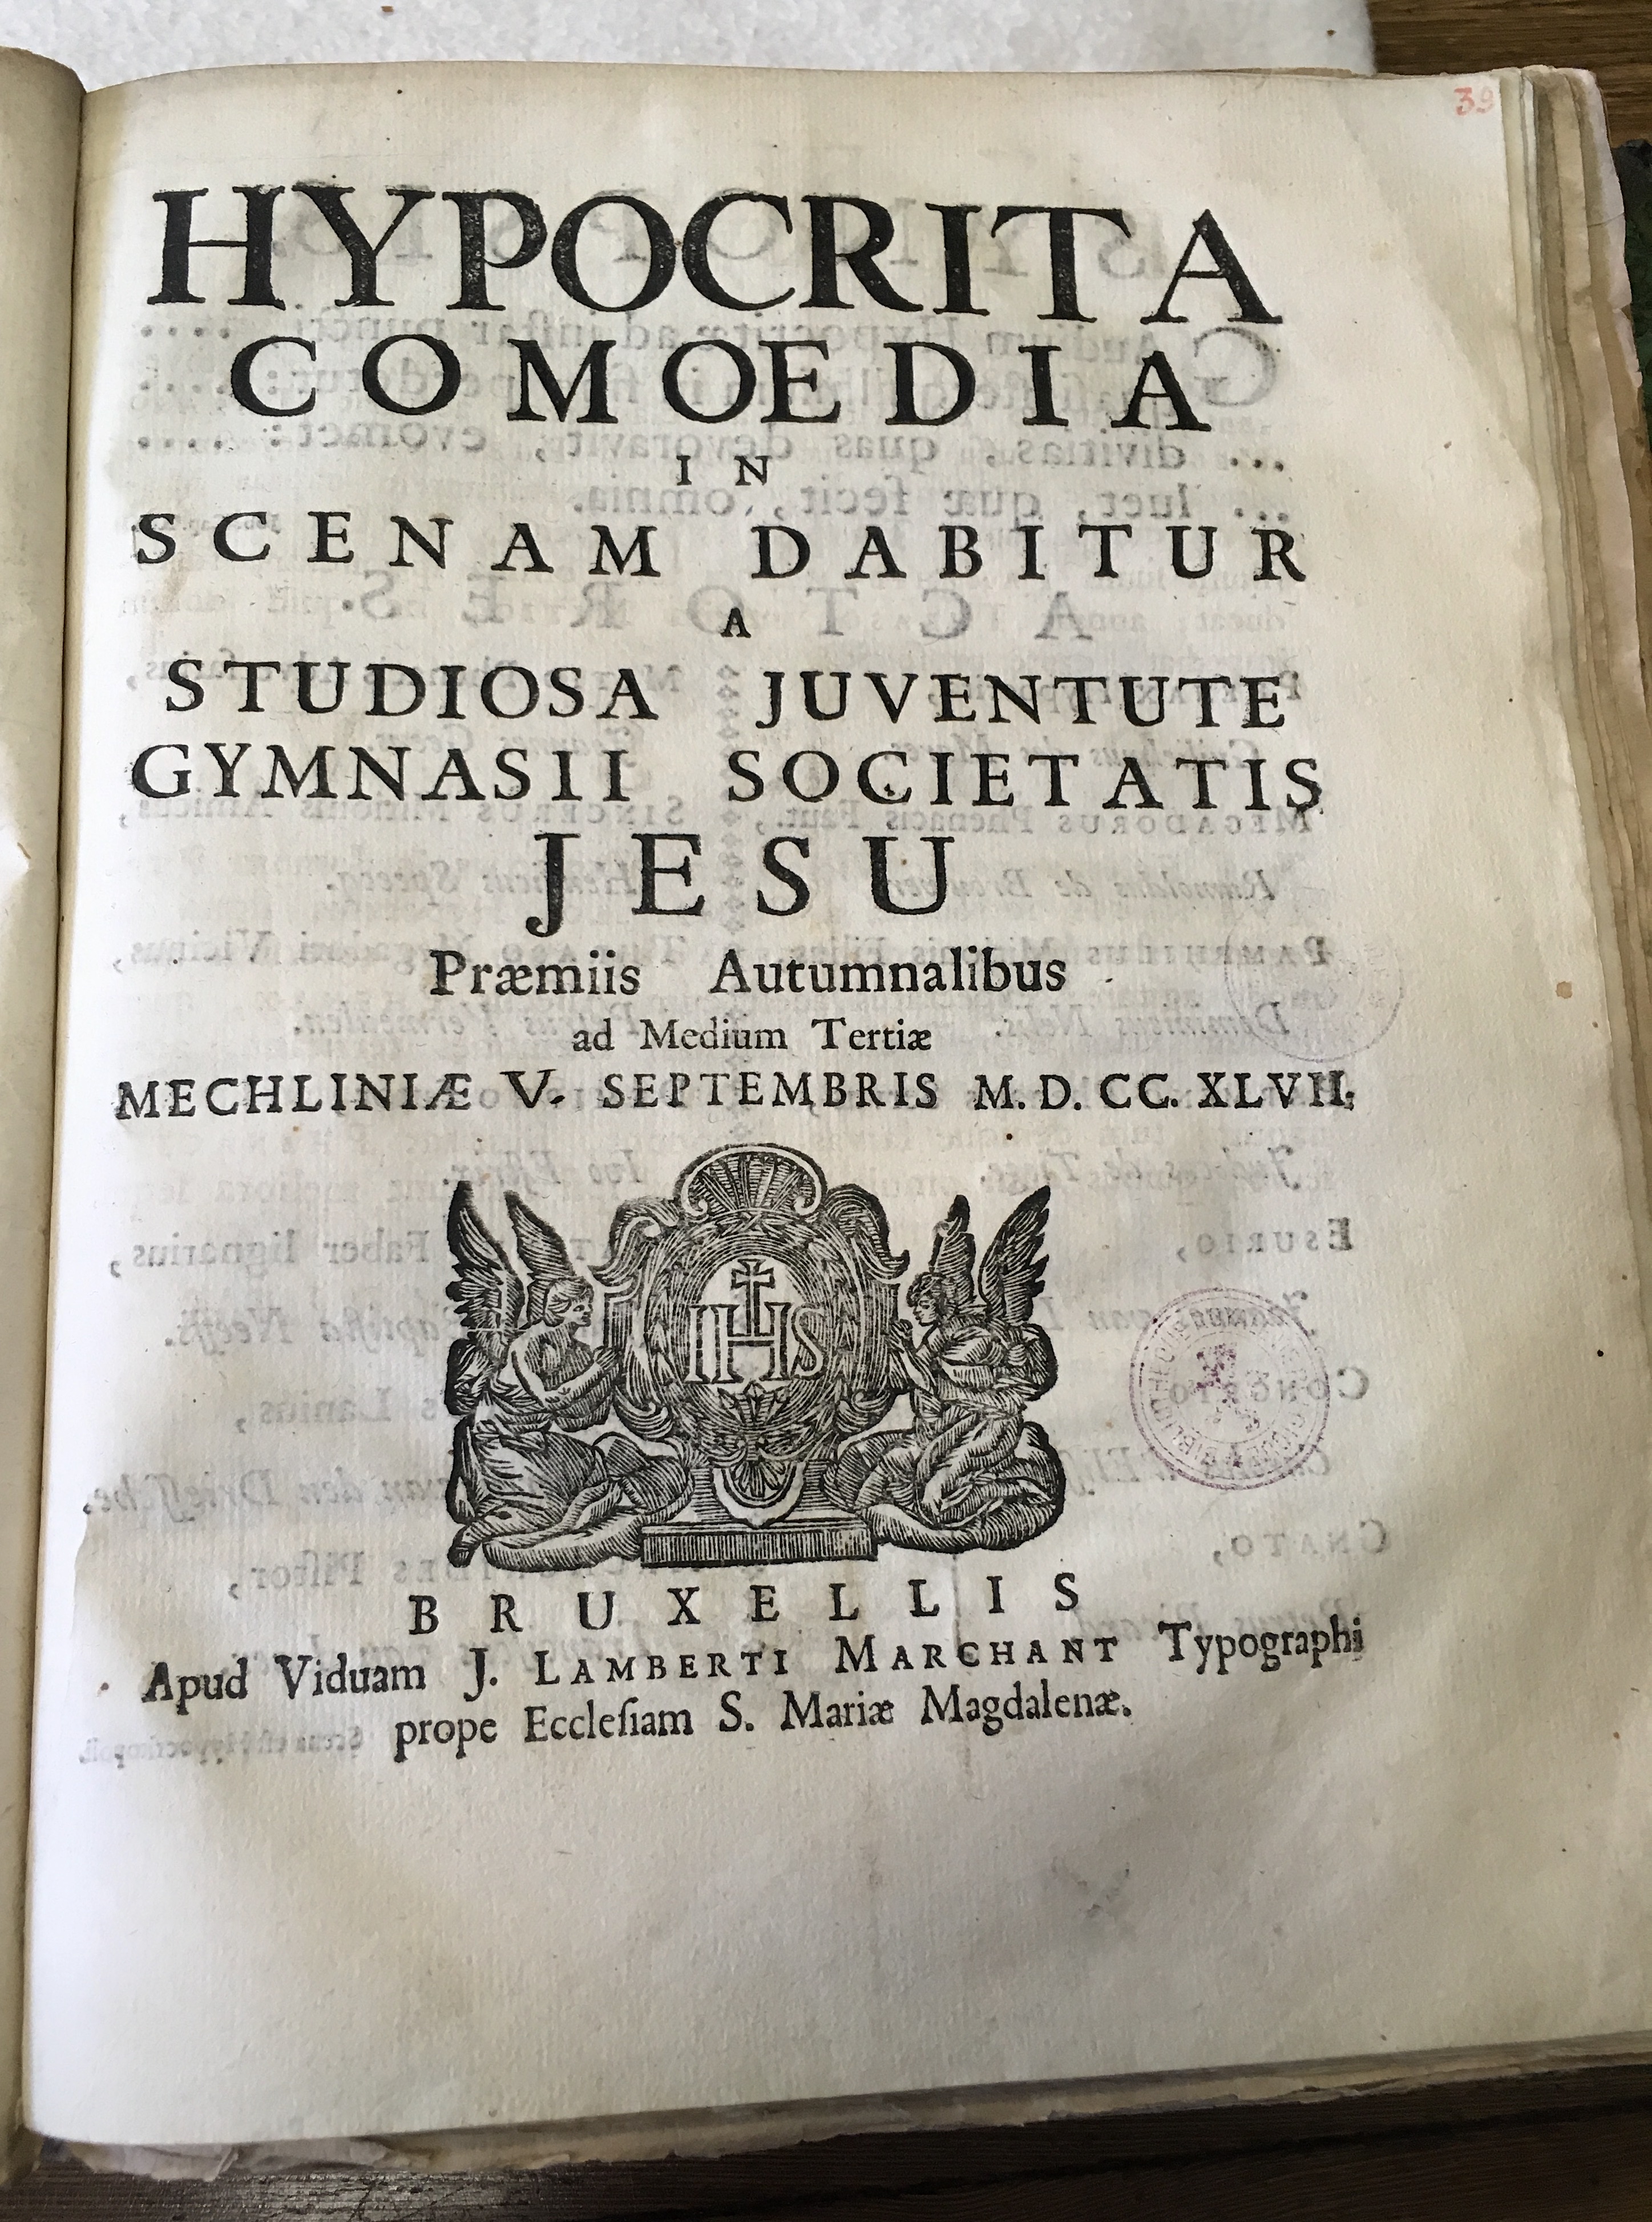 39
HYPOCRITA
COMOEDIA
IN
SCENAM DABITUR
A
STUDIOSA JUVENTUTE
GYMNASII SOCIETATIS
JESU
Præmiis Autumnalibus
ad Medium Tertiæ
MECHLINIÆ V. SEPTEMBRIS M. D. CC. XLVII.
IHS
BRUXELLIS
Apud Viduam J. LAMBERTI MARCHANT Typographi
prope Eccleſiam S. Mariæ Magdalenæ.